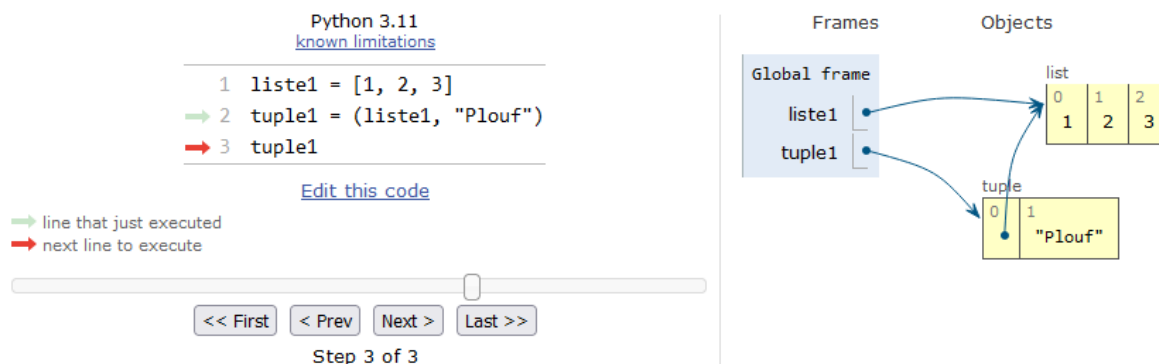 Python 3.11
known limitations
1 liste1 = [1, 2, 3]
2 tuple1 = (liste1, "Plouf")
3 tuple1
Edit this code
line that just executed
next line to execute
<< First < Prev Next > Last >>
Step 3 of 3
Frames Objects
Global frame
liste1
tuple1
list
0 1 2
1 2 3
tuple
0 1
"Plouf"